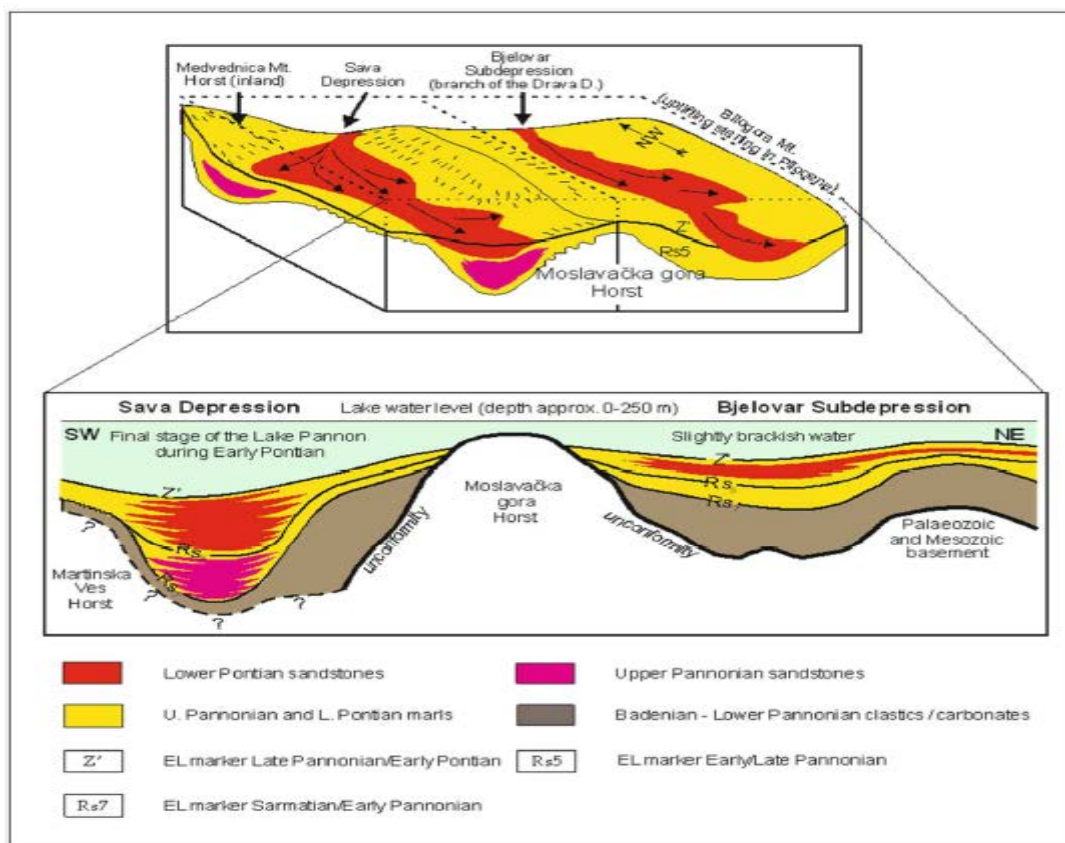 Medvednica Mt.
Horst (inland)
Sava
Depression
Bjelovar
Subdepression
(branch of the Drava D.)
Bilogora Mt.
(uplifting starting in Pliocene)
NW
Z'
Rs5
Moslavačka gora
Horst
Sava Depression
Lake water level (depth approx. 0-250 m)
Bjelovar Subdepression
SW
Final stage of the Lake Pannon
during Early Pontian
Slightly brackish water
NE
Z'
Z'
Rs
Rs
Rs
Rs
?
?
?
?
?
Martinska
Ves
Horst
unconformity
Moslavačka
gora
Horst
unconformity
Palaeozoic
and Mesozoic
basement
Lower Pontian sandstones
Upper Pannonian sandstones
U. Pannonian and L. Pontian marls
Badenian - Lower Pannonian clastics / carbonates
Z' EL marker Late Pannonian/Early Pontian
Rs5 EL marker Early/Late Pannonian
Rs7 EL marker Sarmatian/Early Pannonian